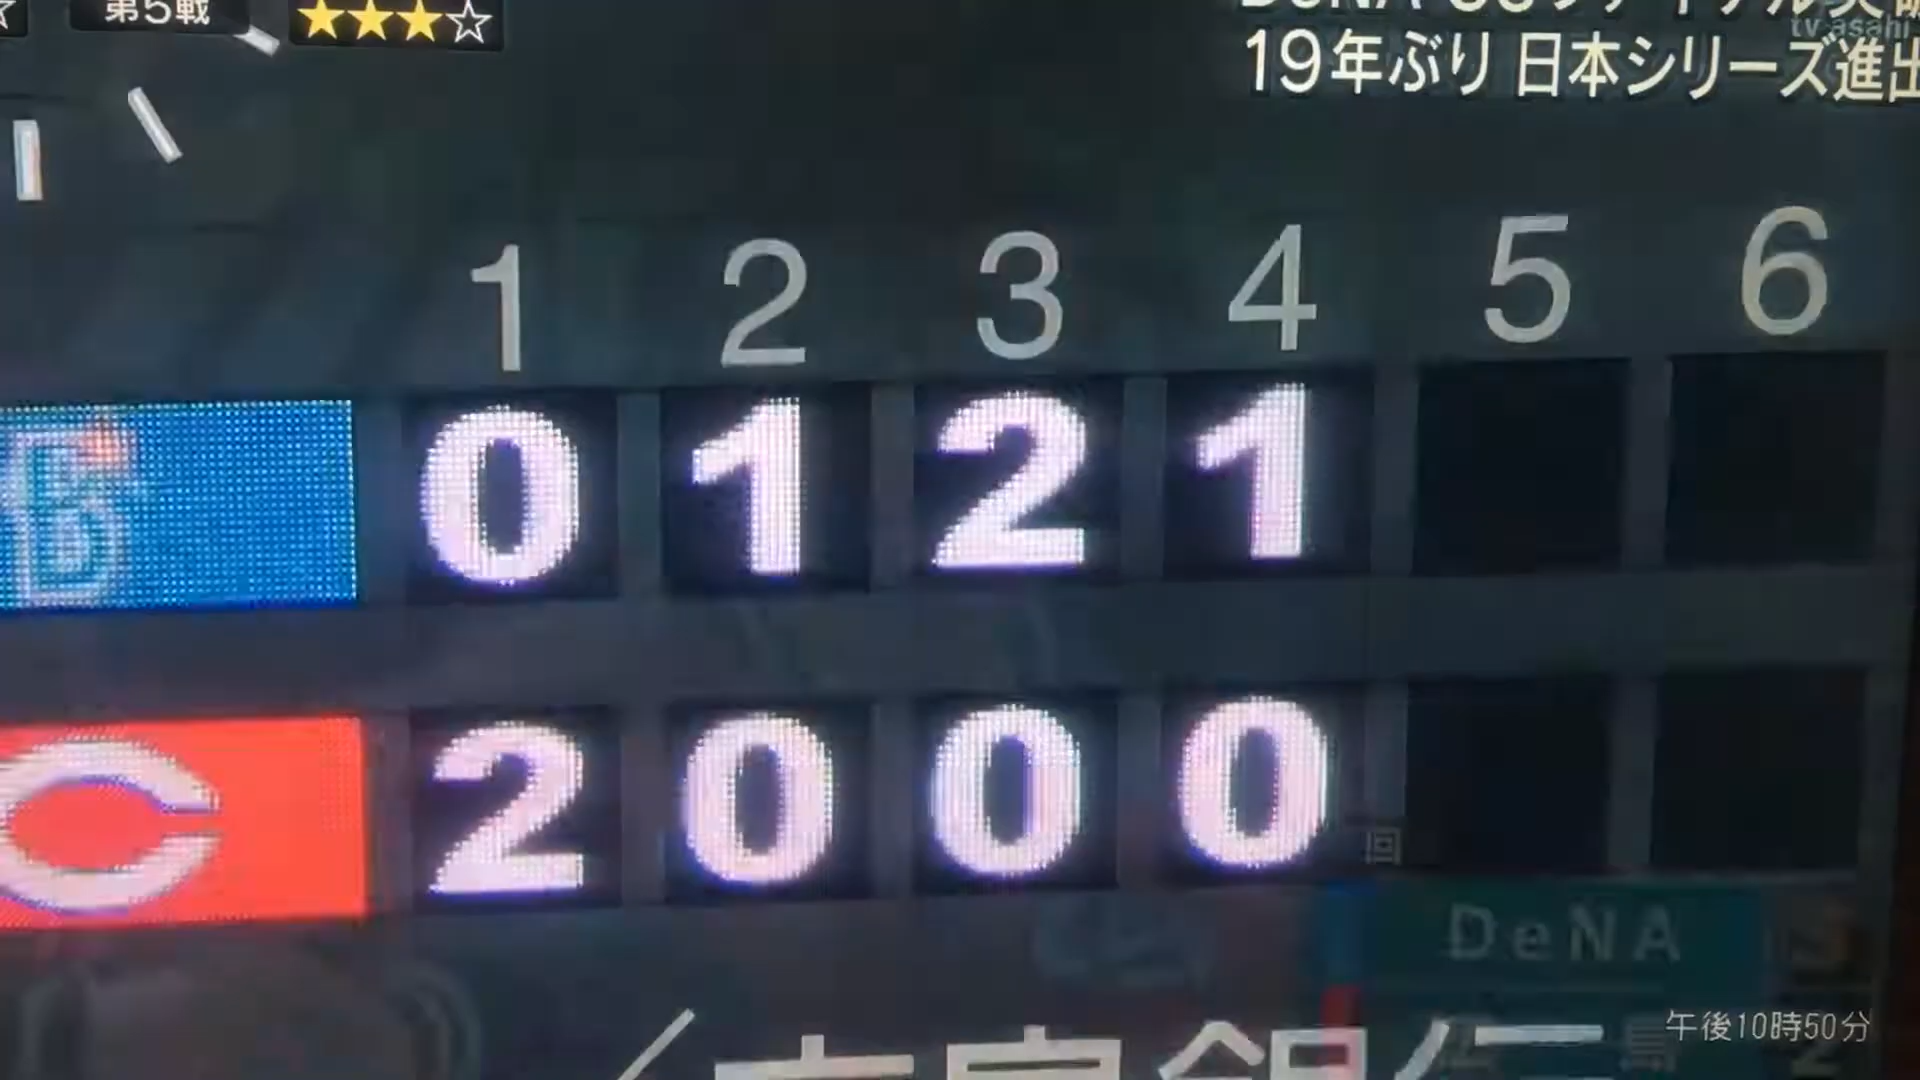 第5戦
19年ぶり 日本シリーズ進出
tv asahi
1 2 3 4 5 6
B 0 1 2 1
C 2 0 0 0
回
DeNA
午後10時50分